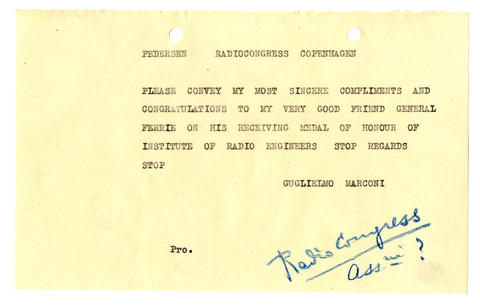 PEDERSEN RADIOCONGRESS COPENHAGEN
PLEASE CONVEY MY MOST SINCERE COMPLIMENTS AND
CONGRATULATIONS TO MY VERY GOOD FRIEND GENERAL
FERRIE ON HIS RECEIVING MEDAL OF HONOUR OF
INSTITUTE OF RADIO ENGINEERS STOP REGARDS
STOP
GUGLIELMO MARCONI
Pro.
Radio Congress
Assni ?